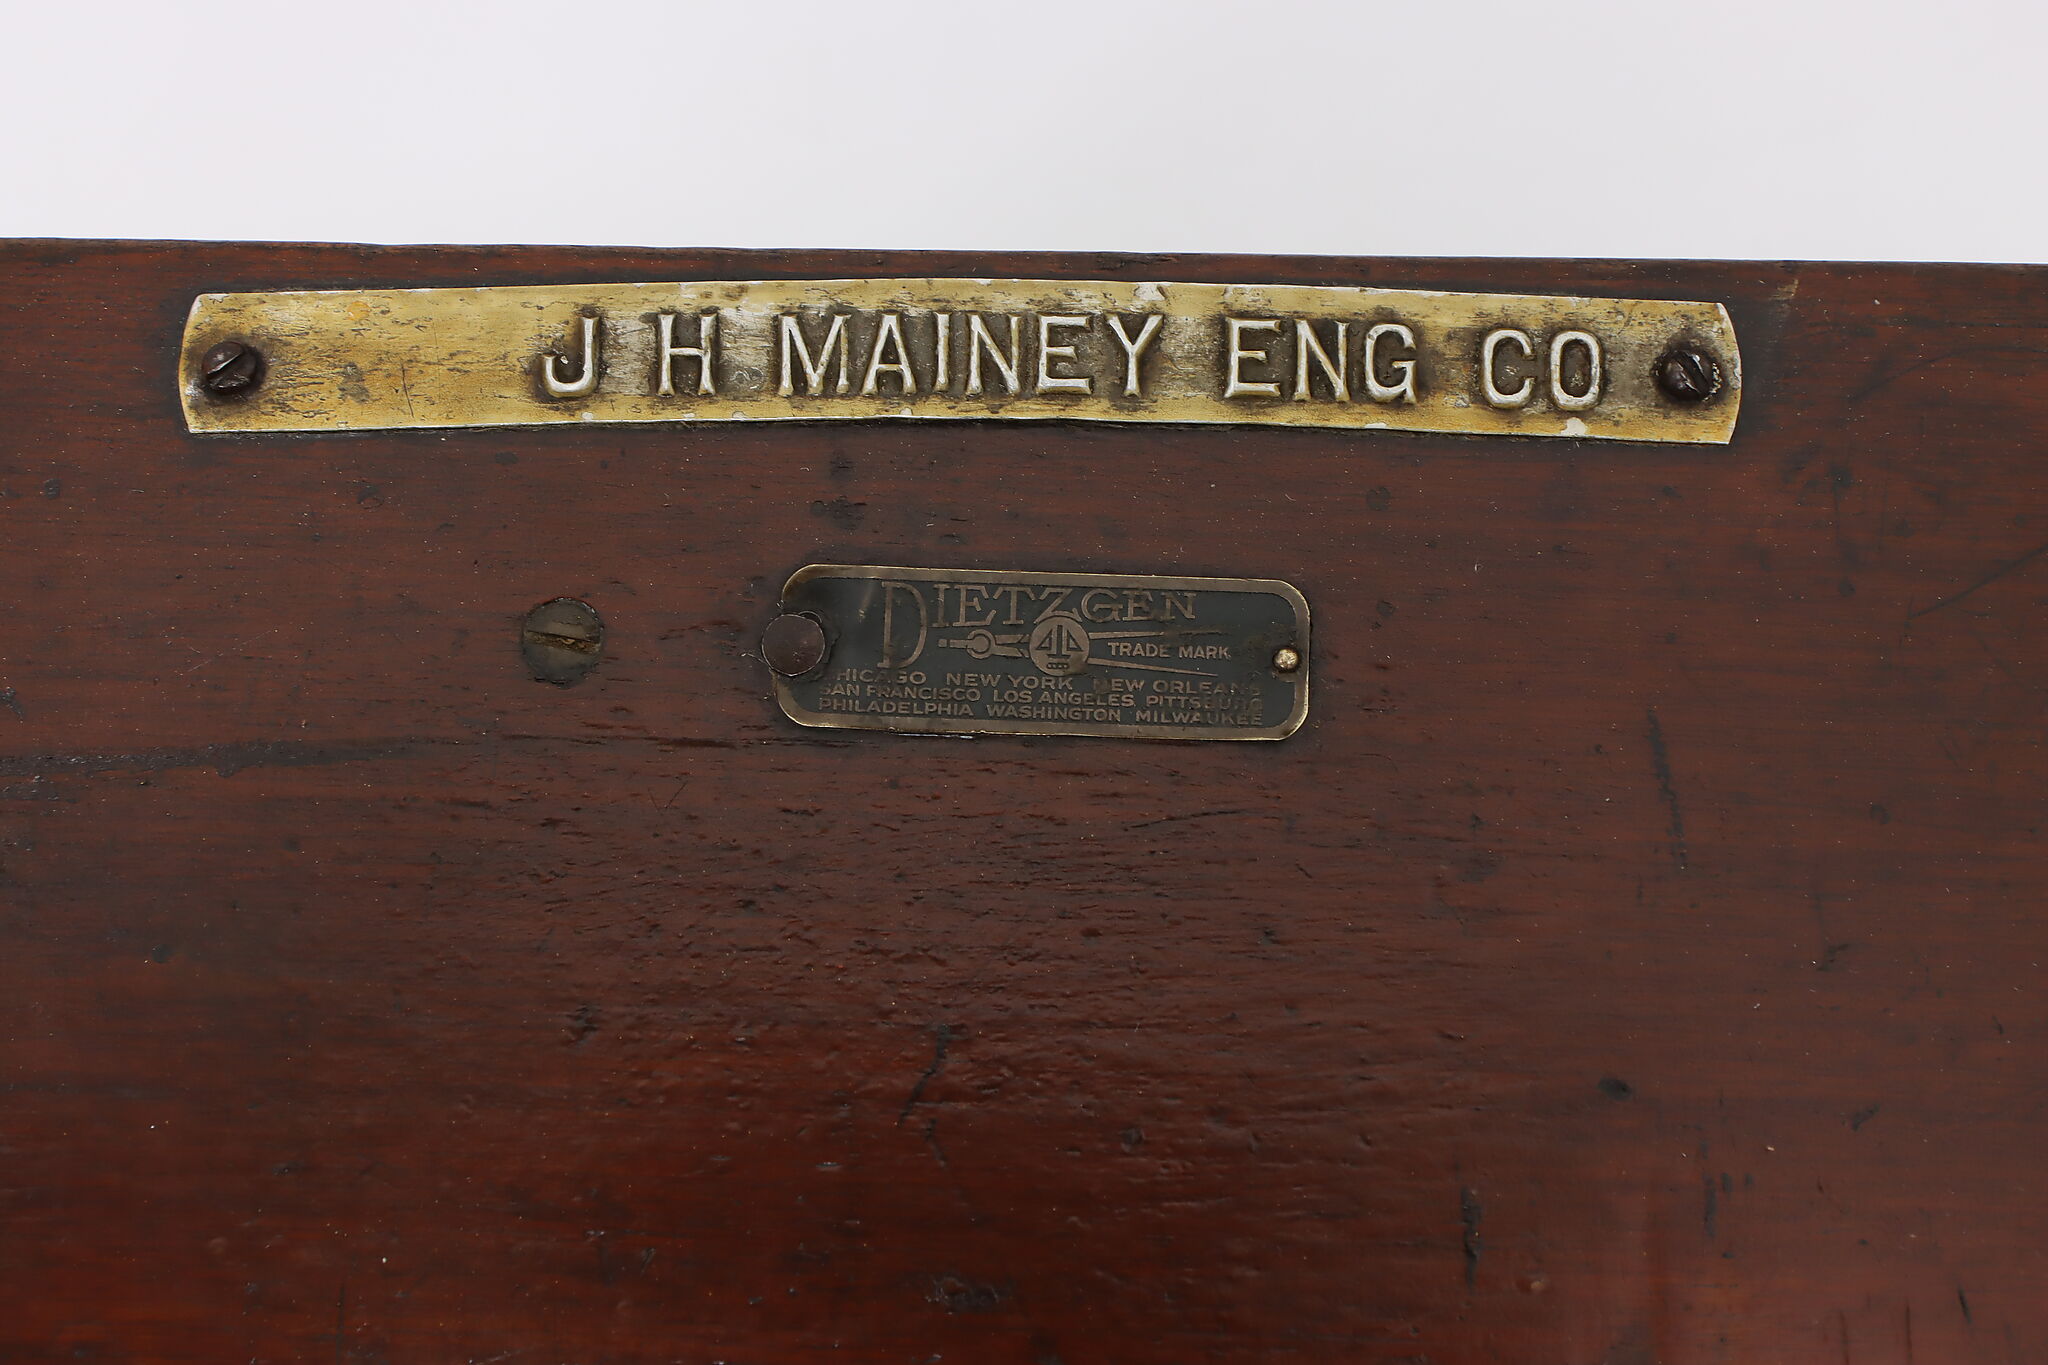 J H MAINEY ENG CO
DIETZGEN
TRADE MARK
CHICAGO NEW YORK NEW ORLEANS
SAN FRANCISCO LOS ANGELES PITTSBURG
PHILADELPHIA WASHINGTON MILWAUKEE